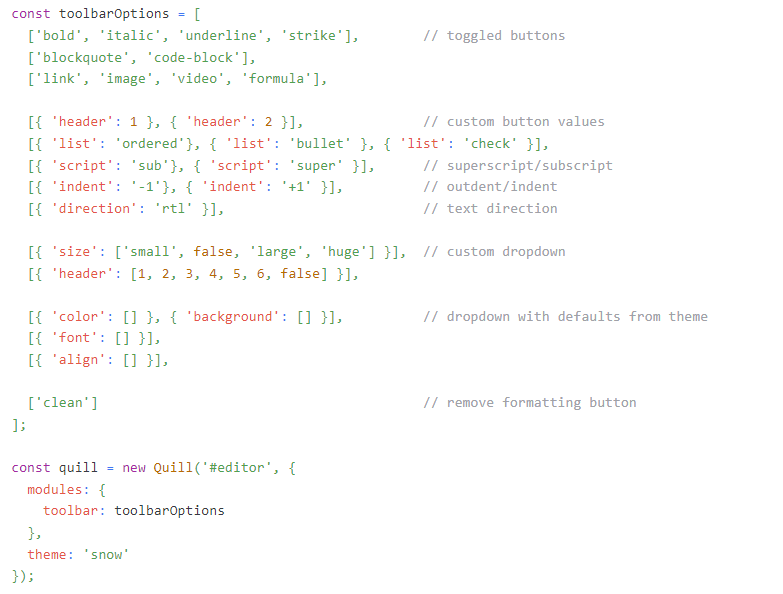 const toolbarOptions = [
  ['bold', 'italic', 'underline', 'strike'],        // toggled buttons
  ['blockquote', 'code-block'],
  ['link', 'image', 'video', 'formula'],

  [{ 'header': 1 }, { 'header': 2 }],               // custom button values
  [{ 'list': 'ordered'}, { 'list': 'bullet' }, { 'list': 'check' }],
  [{ 'script': 'sub'}, { 'script': 'super' }],      // superscript/subscript
  [{ 'indent': '-1'}, { 'indent': '+1' }],          // outdent/indent
  [{ 'direction': 'rtl' }],                         // text direction

  [{ 'size': ['small', false, 'large', 'huge'] }],  // custom dropdown
  [{ 'header': [1, 2, 3, 4, 5, 6, false] }],

  [{ 'color': [] }, { 'background': [] }],          // dropdown with defaults from theme
  [{ 'font': [] }],
  [{ 'align': [] }],

  ['clean']                                         // remove formatting button
];

const quill = new Quill('#editor', {
  modules: {
    toolbar: toolbarOptions
  },
  theme: 'snow'
});